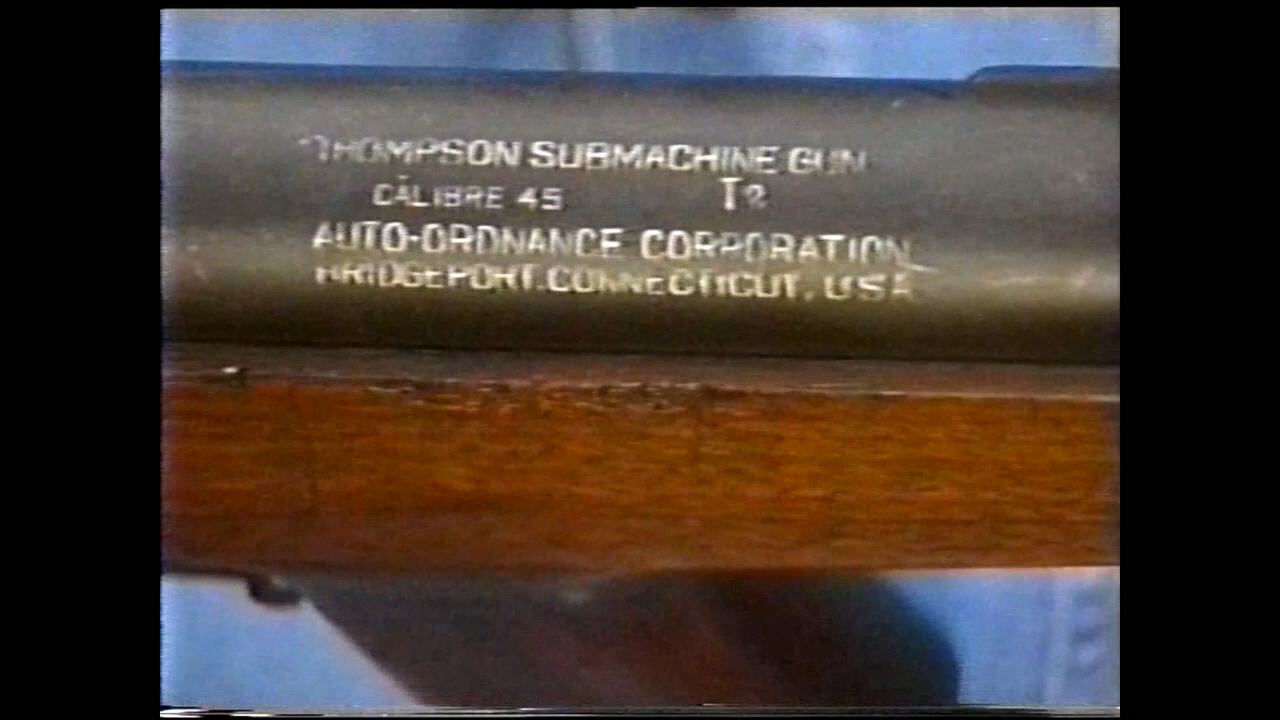 THOMPSON SUBMACHINE GUN
CALIBRE 45 T2
AUTO-ORDNANCE CORPORATION
BRIDGEPORT, CONNECTICUT, USA